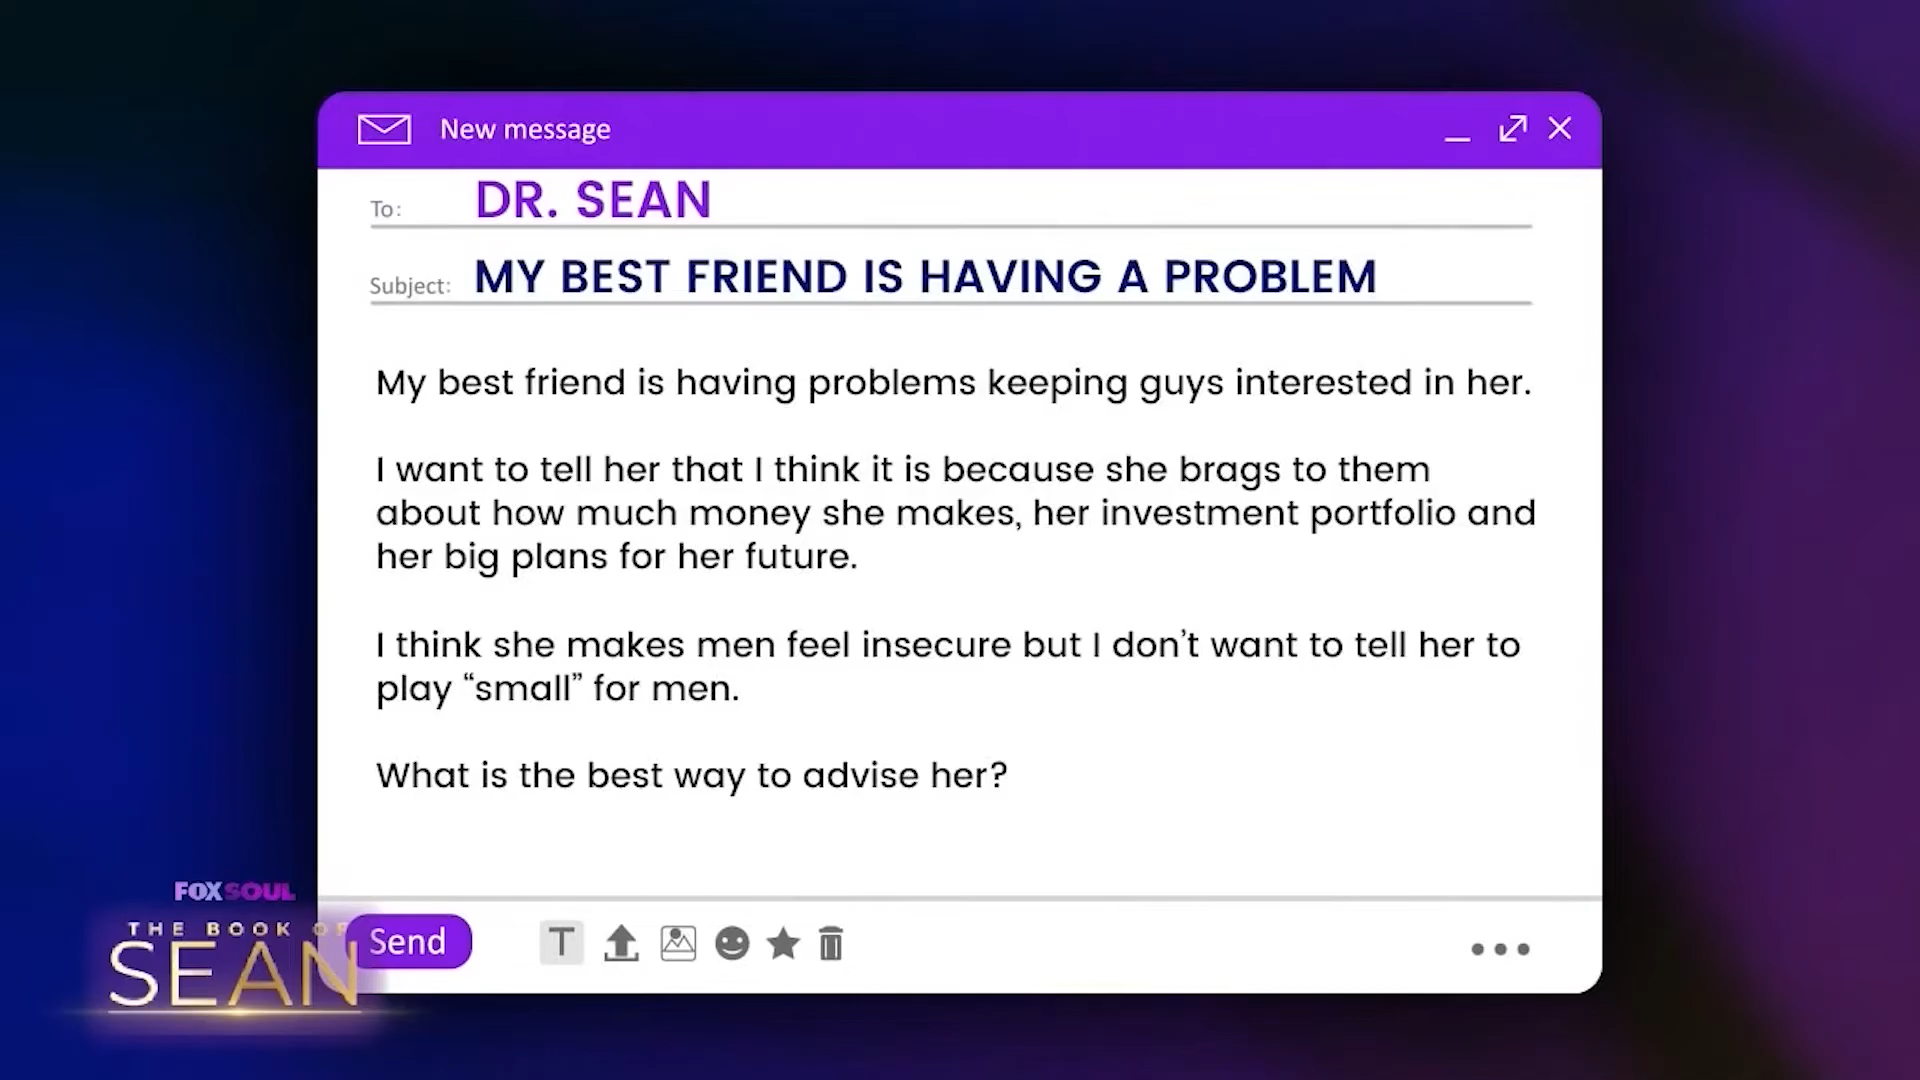 New message
To: DR. SEAN
Subject: MY BEST FRIEND IS HAVING A PROBLEM
My best friend is having problems keeping guys interested in her.
I want to tell her that I think it is because she brags to them
about how much money she makes, her investment portfolio and
her big plans for her future.
I think she makes men feel insecure but I don’t want to tell her to
play “small” for men.
What is the best way to advise her?
FOX SOUL
THE BOOK OF
SEAN
Send
T